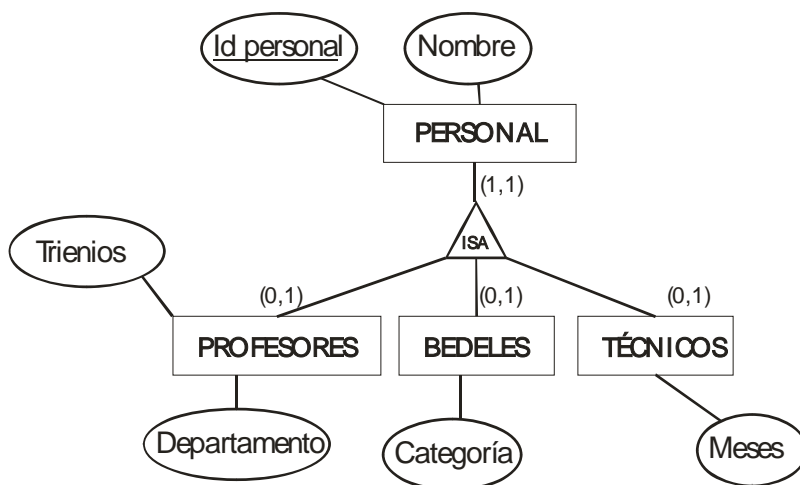 Id personal
Nombre
PERSONAL
(1,1)
ISA
Trienios
(0,1)
(0,1)
(0,1)
PROFESORES
BEDELES
TÉCNICOS
Departamento
Categoría
Meses